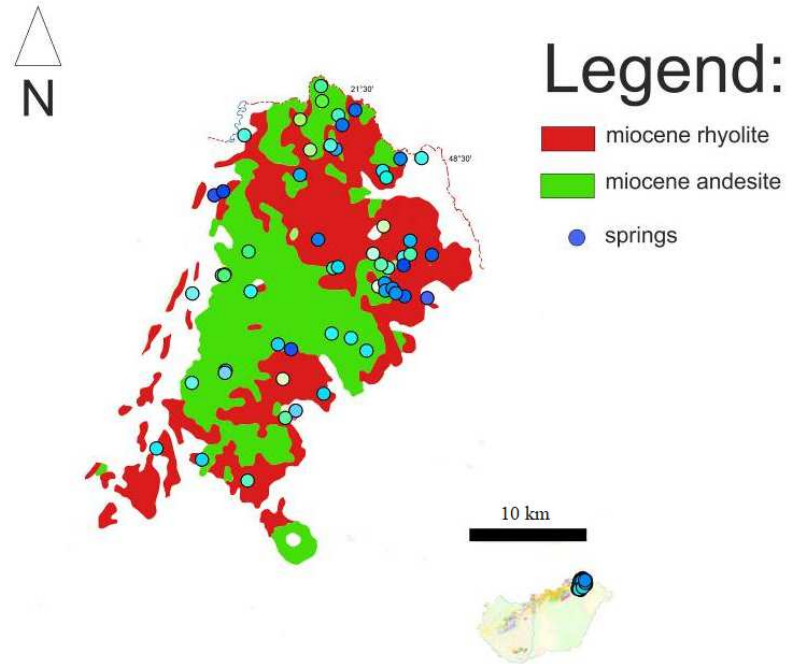 N
21°30'
48°30'
Legend:
miocene rhyolite
miocene andesite
springs
10 km